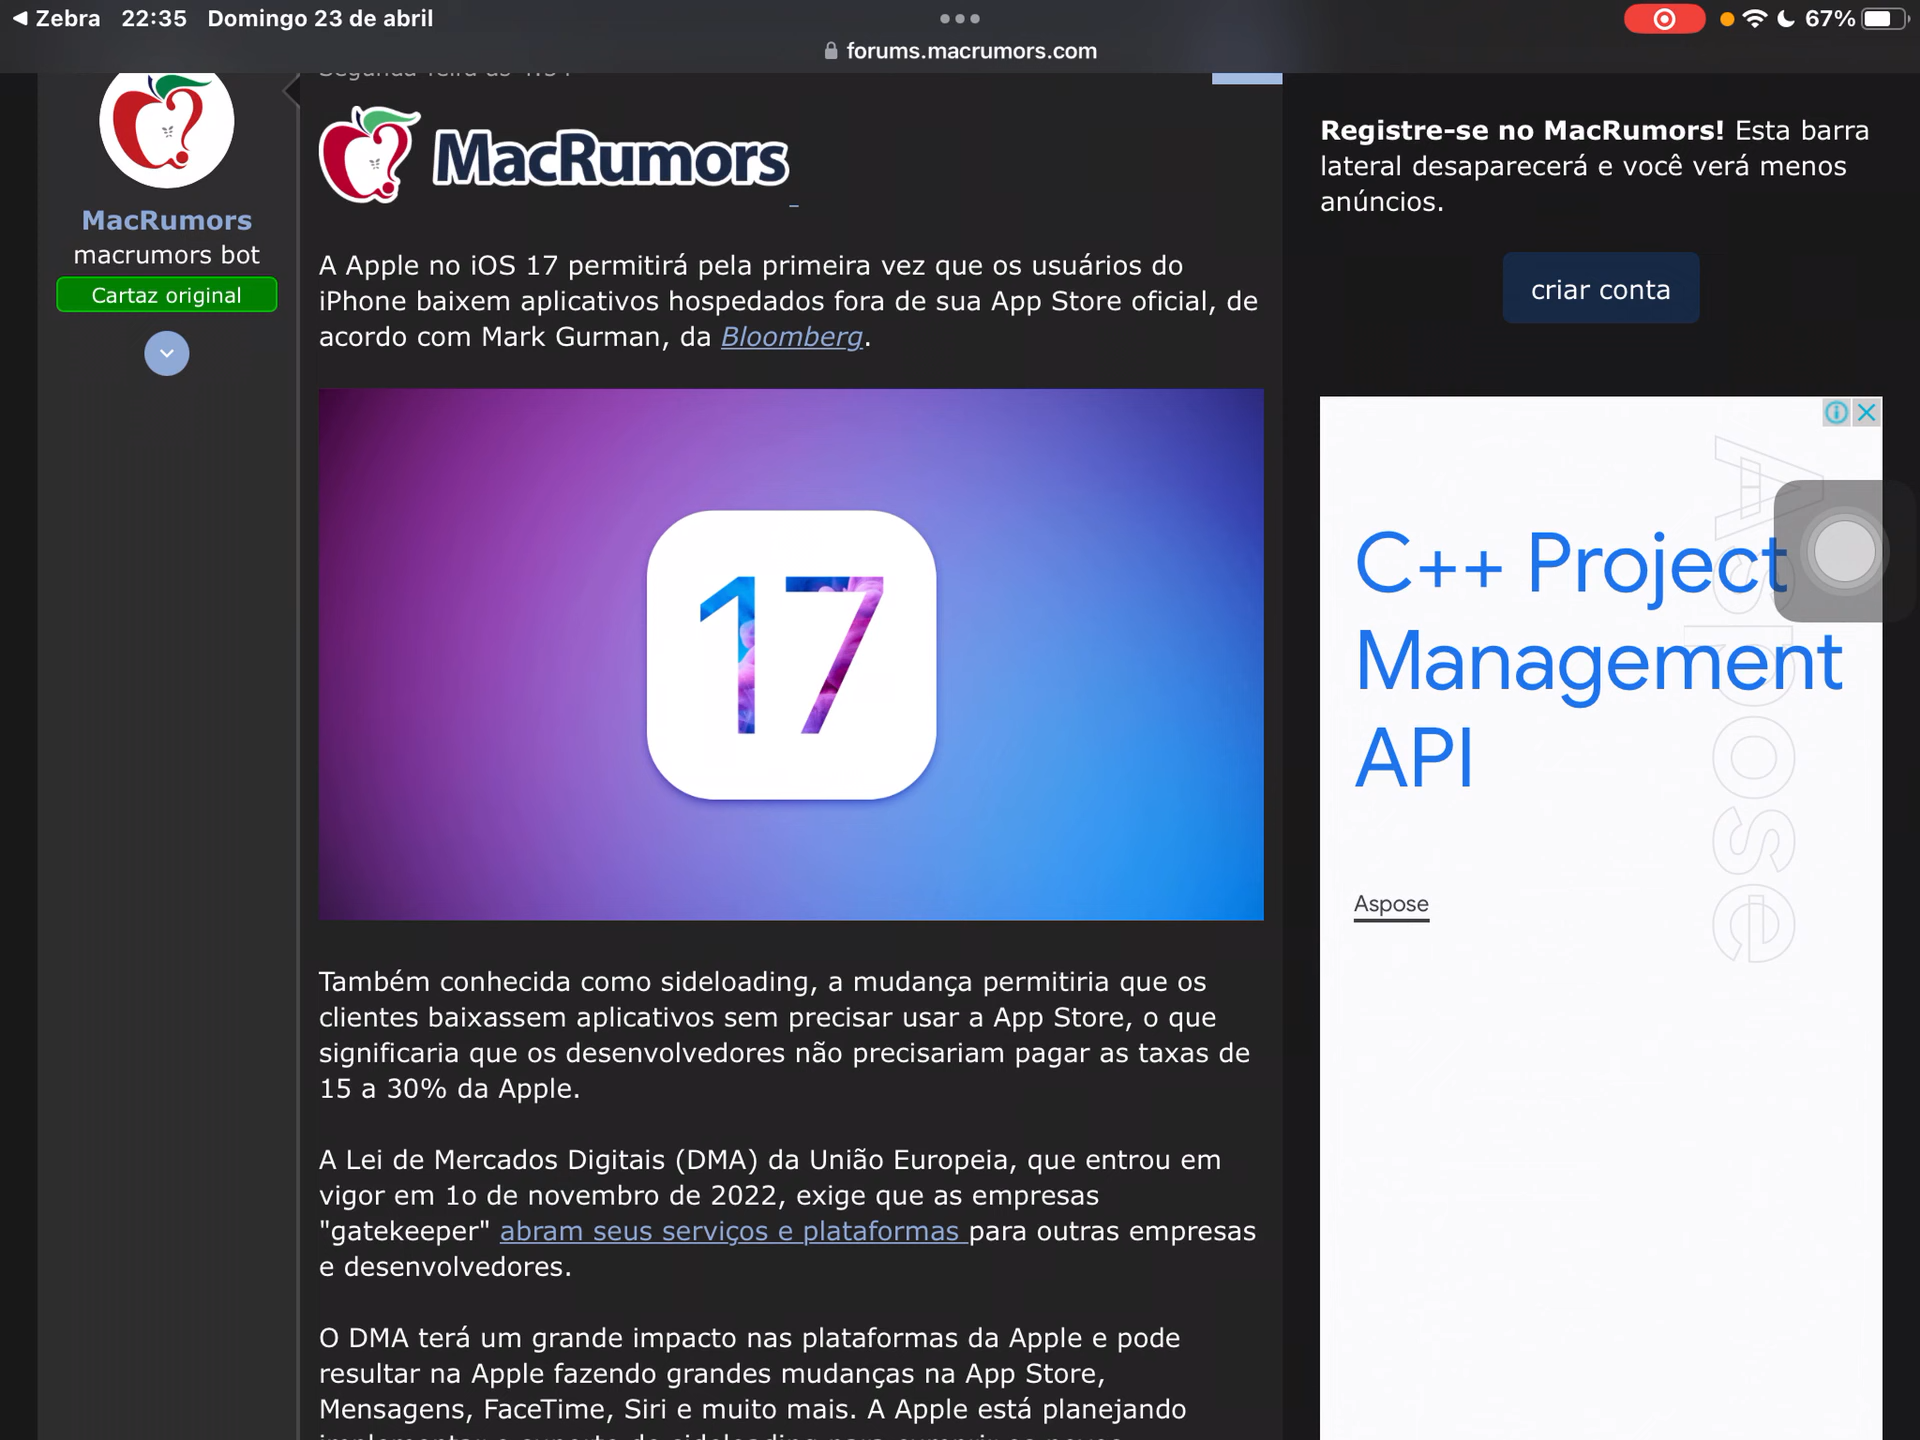 Zebra 22:35 Domingo 23 de abril
67%
forums.macrumors.com
MacRumors
macrumors bot
Cartaz original
MacRumors
A Apple no iOS 17 permitirá pela primeira vez que os usuários do
iPhone baixem aplicativos hospedados fora de sua App Store oficial, de
acordo com Mark Gurman, da Bloomberg.
17
Também conhecida como sideloading, a mudança permitiria que os
clientes baixassem aplicativos sem precisar usar a App Store, o que
significaria que os desenvolvedores não precisariam pagar as taxas de
15 a 30% da Apple.
A Lei de Mercados Digitais (DMA) da União Europeia, que entrou em
vigor em 1o de novembro de 2022, exige que as empresas
"gatekeeper" abram seus serviços e plataformas para outras empresas
e desenvolvedores.
O DMA terá um grande impacto nas plataformas da Apple e pode
resultar na Apple fazendo grandes mudanças na App Store,
Mensagens, FaceTime, Siri e muito mais. A Apple está planejando
Registre-se no MacRumors! Esta barra
lateral desaparecerá e você verá menos
anúncios.
criar conta
C++ Project
Management
API
Aspose
Aspose